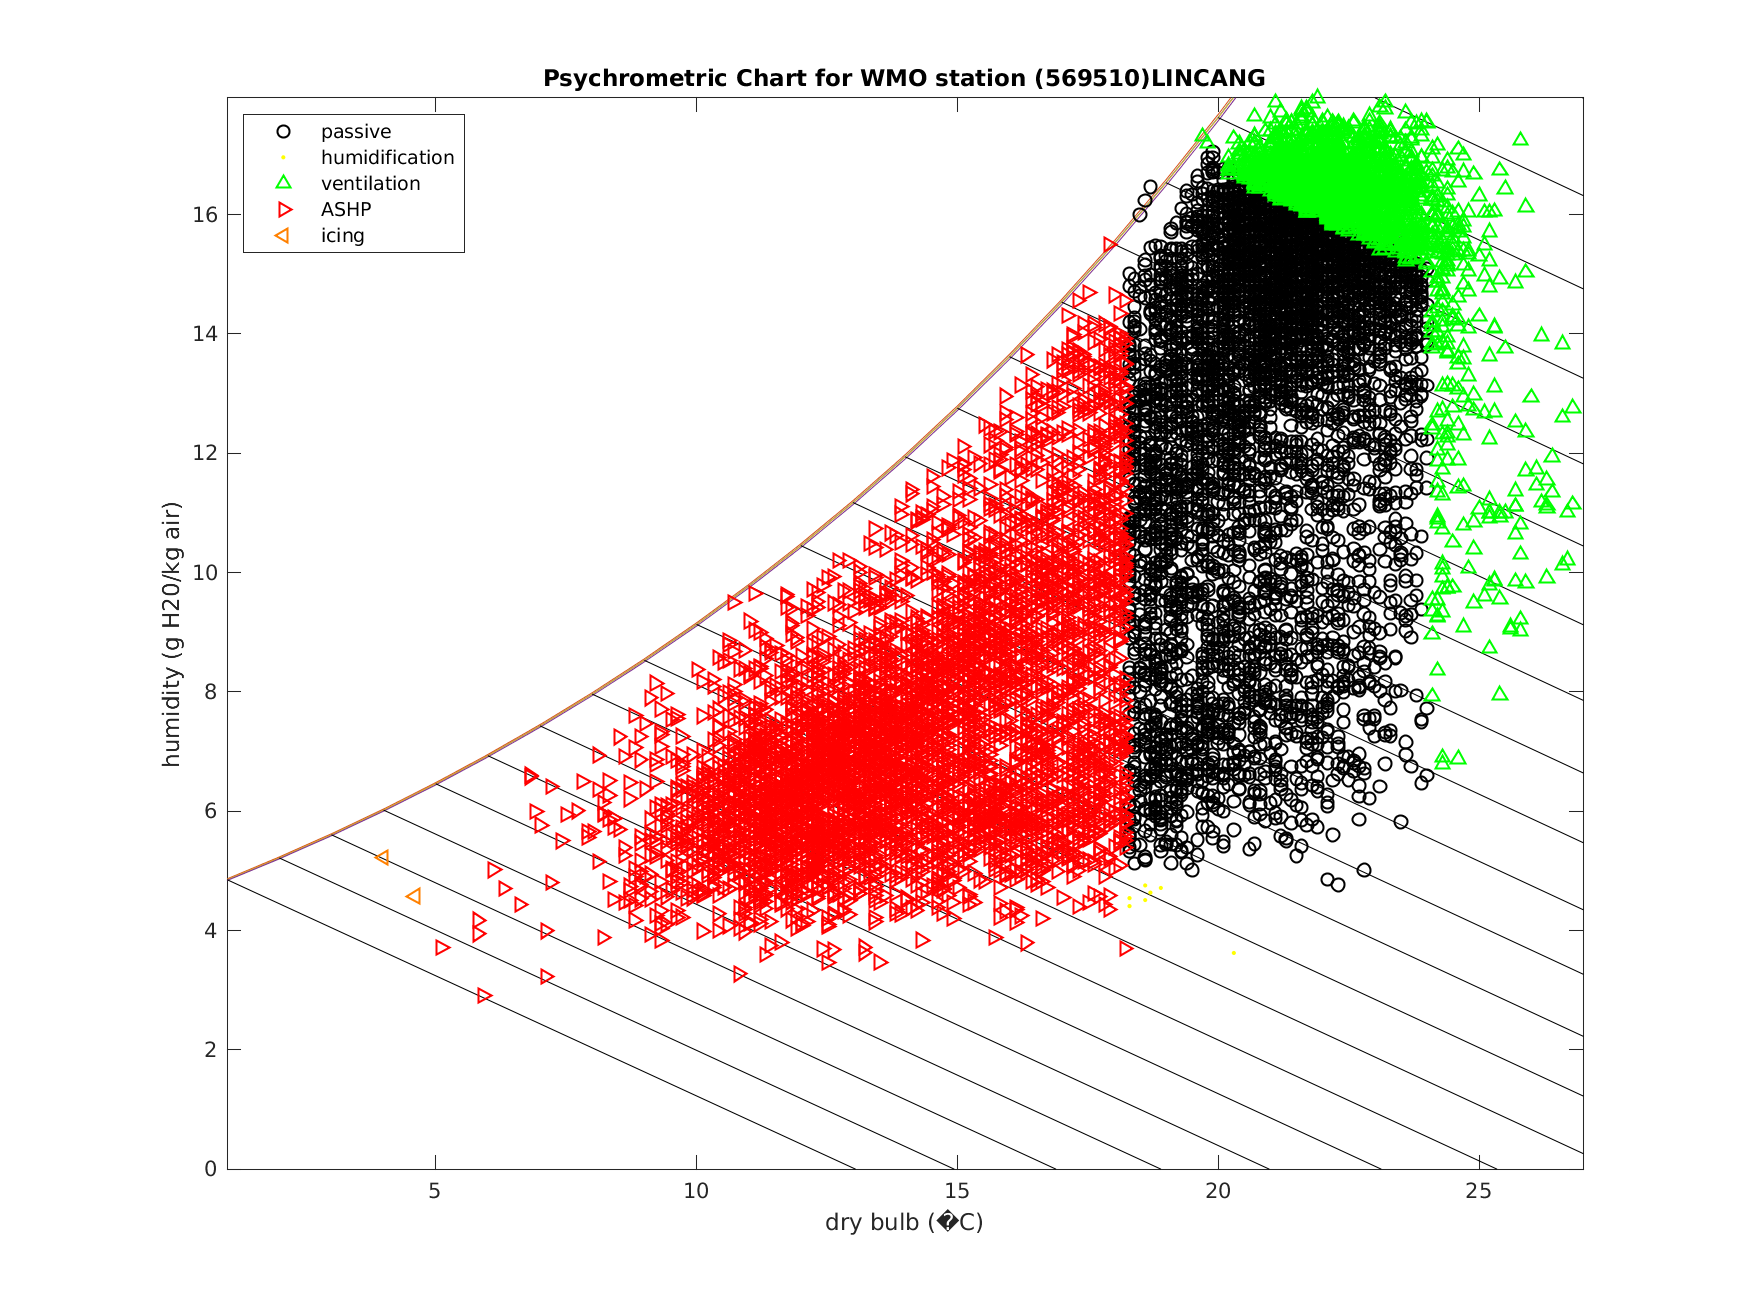 Psychrometric Chart for WMO station (569510)LINCANG
passive
humidification
ventilation
ASHP
icing
humidity (g H20/kg air)
16
14
12
10
8
6
4
2
0
5 10 15 20 25
dry bulb (�C)